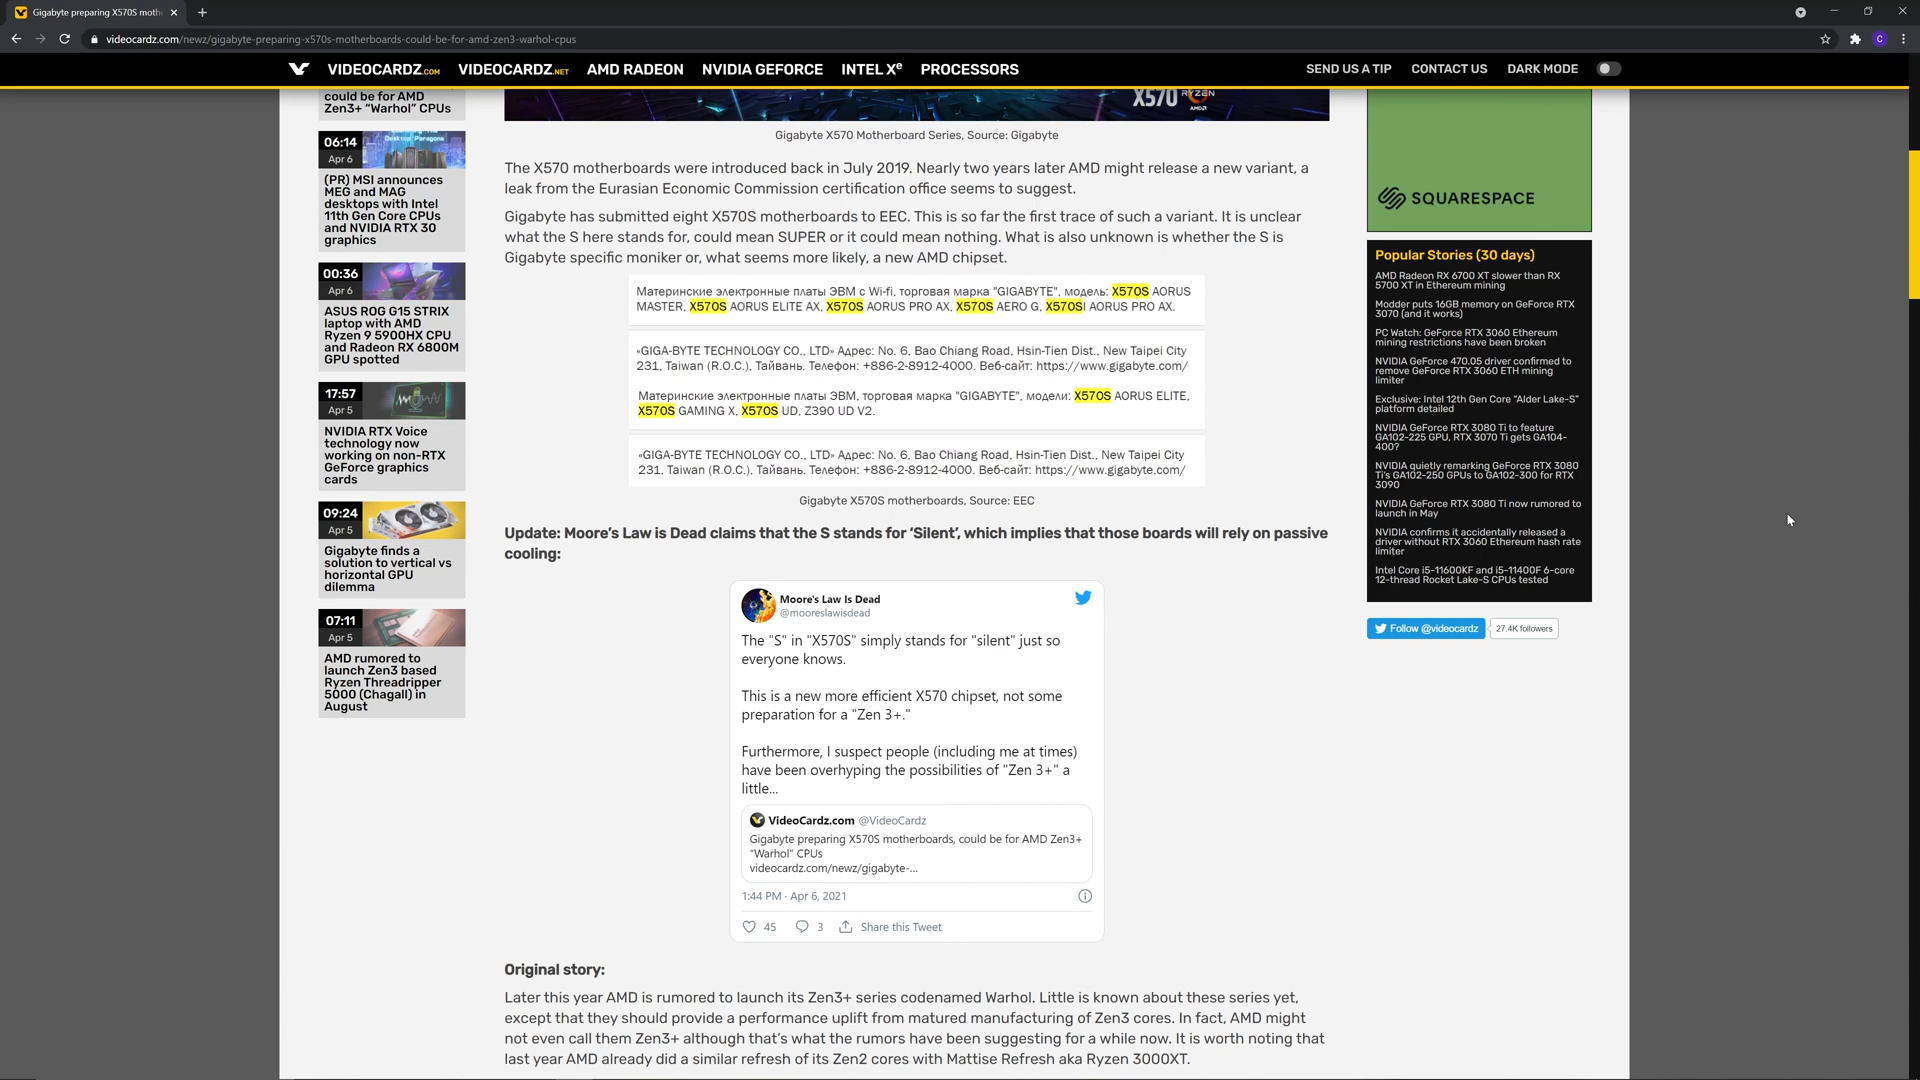 Gigabyte preparing X570S moth
videocardz.com/newz/gigabyte-preparing-x570s-motherboards-could-be-for-amd-zen3-warhol-cpus
C
VIDEOCARDZ.COM VIDEOCARDZ.NET AMD RADEON NVIDIA GEFORCE INTEL Xe PROCESSORS SEND US A TIP CONTACT US DARK MODE
could be for AMD
Zen3+ “Warhol” CPUs
06:14
Apr 6
(PR) MSI announces
MEG and MAG
desktops with Intel
11th Gen Core CPUs
and NVIDIA RTX 30
graphics
00:36
Apr 6
ASUS ROG G15 STRIX
laptop with AMD
Ryzen 9 5900HX CPU
and Radeon RX 6800M
GPU spotted
17:57
Apr 5
NVIDIA RTX Voice
technology now
working on non-RTX
GeForce graphics
cards
09:24
Apr 5
Gigabyte finds a
solution to vertical vs
horizontal GPU
dilemma
07:11
Apr 5
AMD rumored to
launch Zen3 based
Ryzen Threadripper
5000 (Chagall) in
August
X570 RYZEN
AMD
Gigabyte X570 Motherboard Series, Source: Gigabyte
The X570 motherboards were introduced back in July 2019. Nearly two years later AMD might release a new variant, a
leak from the Eurasian Economic Commission certification office seems to suggest.
Gigabyte has submitted eight X570S motherboards to EEC. This is so far the first trace of such a variant. It is unclear
what the S here stands for, could mean SUPER or it could mean nothing. What is also unknown is whether the S is
Gigabyte specific moniker or, what seems more likely, a new AMD chipset.
Материнские электронные платы ЭВМ с Wi-fi, торговая марка "GIGABYTE", модель: X570S AORUS
MASTER, X570S AORUS ELITE AX, X570S AORUS PRO AX, X570S AERO G, X570SI AORUS PRO AX.
«GIGA-BYTE TECHNOLOGY CO., LTD» Адрес: No. 6, Bao Chiang Road, Hsin-Tien Dist., New Taipei City
231, Taiwan (R.O.C.), Тайвань. Телефон: +886-2-8912-4000. Веб-сайт: https://www.gigabyte.com/
Материнские электронные платы ЭВМ, торговая марка "GIGABYTE", модели: X570S AORUS ELITE,
X570S GAMING X, X570S UD, Z390 UD V2.
«GIGA-BYTE TECHNOLOGY CO., LTD» Адрес: No. 6, Bao Chiang Road, Hsin-Tien Dist., New Taipei City
231, Taiwan (R.O.C.), Тайвань. Телефон: +886-2-8912-4000. Веб-сайт: https://www.gigabyte.com/
Gigabyte X570S motherboards, Source: EEC
Update: Moore’s Law is Dead claims that the S stands for ‘Silent’, which implies that those boards will rely on passive
cooling:
Moore's Law Is Dead
@mooreslawisdead
The "S" in "X570S" simply stands for "silent" just so
everyone knows.
This is a new more efficient X570 chipset, not some
preparation for a "Zen 3+."
Furthermore, I suspect people (including me at times)
have been overhyping the possibilities of "Zen 3+" a
little...
VideoCardz.com @VideoCardz
Gigabyte preparing X570S motherboards, could be for AMD Zen3+
“Warhol” CPUs
videocardz.com/newz/gigabyte-...
1:44 PM · Apr 6, 2021
45 3 Share this Tweet
Original story:
Later this year AMD is rumored to launch its Zen3+ series codenamed Warhol. Little is known about these series yet,
except that they should provide a performance uplift from matured manufacturing of Zen3 cores. In fact, AMD might
not even call them Zen3+ although that’s what the rumors have been suggesting for a while now. It is worth noting that
last year AMD already did a similar refresh of its Zen2 cores with Mattise Refresh aka Ryzen 3000XT.
SQUARESPACE
Popular Stories (30 days)
AMD Radeon RX 6700 XT slower than RX
5700 XT in Ethereum mining
Modder puts 16GB memory on GeForce RTX
3070 (and it works)
PC Watch: GeForce RTX 3060 Ethereum
mining restrictions have been broken
NVIDIA GeForce 470.05 driver confirmed to
remove GeForce RTX 3060 ETH mining
limiter
Exclusive: Intel 12th Gen Core “Alder Lake-S”
platform detailed
NVIDIA GeForce RTX 3080 Ti to feature
GA102-225 GPU, RTX 3070 Ti gets GA104-
400?
NVIDIA quietly remarking GeForce RTX 3080
Ti’s GA102-250 GPUs to GA102-300 for RTX
3090
NVIDIA GeForce RTX 3080 Ti now rumored to
launch in May
NVIDIA confirms it accidentally released a
driver without RTX 3060 Ethereum hash rate
limiter
Intel Core i5-11600KF and i5-11400F 6-core
12-thread Rocket Lake-S CPUs tested
Follow @videocardz 27.4K followers